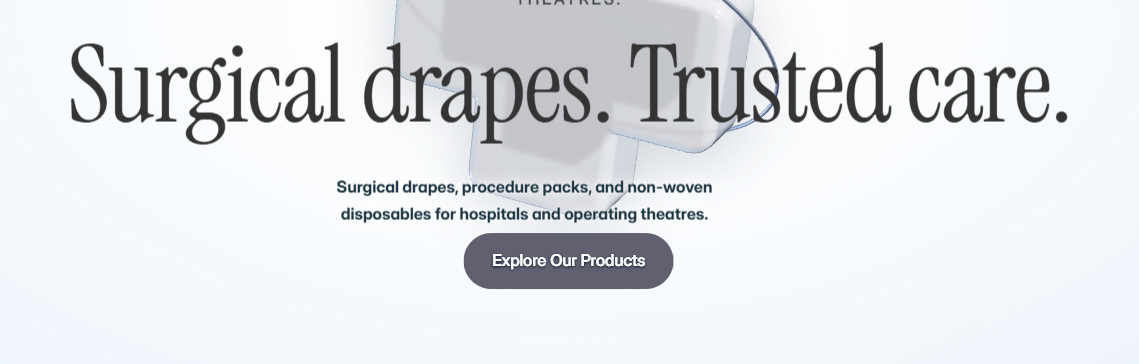 THEATRES.
Surgical drapes. Trusted care.
Surgical drapes, procedure packs, and non-woven
disposables for hospitals and operating theatres.
Explore Our Products